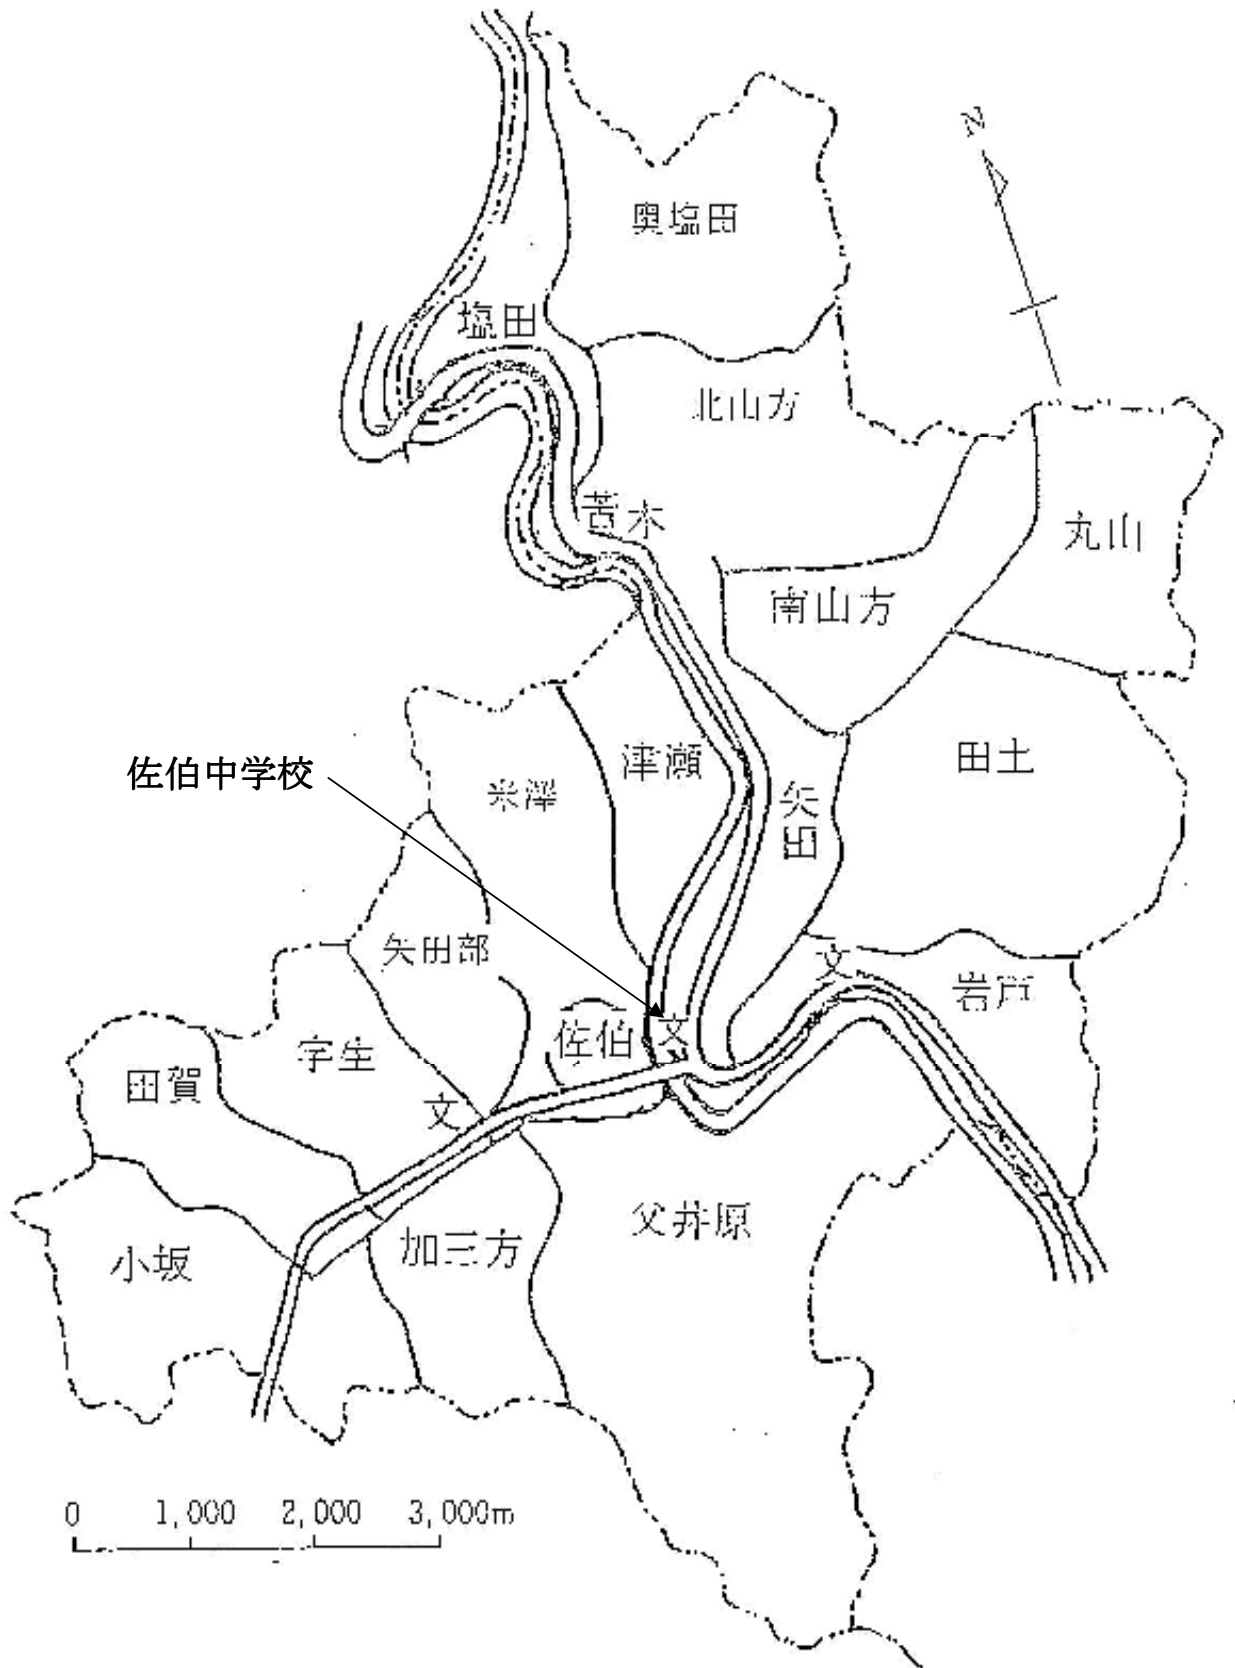 N
奥塩田
塩田
北山方
苦木
丸山
南山方
津瀬
田土
佐伯中学校
米澤
矢田
矢田部
文
岩戸
佐伯
文
宇生
田賀
文
父井原
加三方
小坂
0 1,000 2,000 3,000m